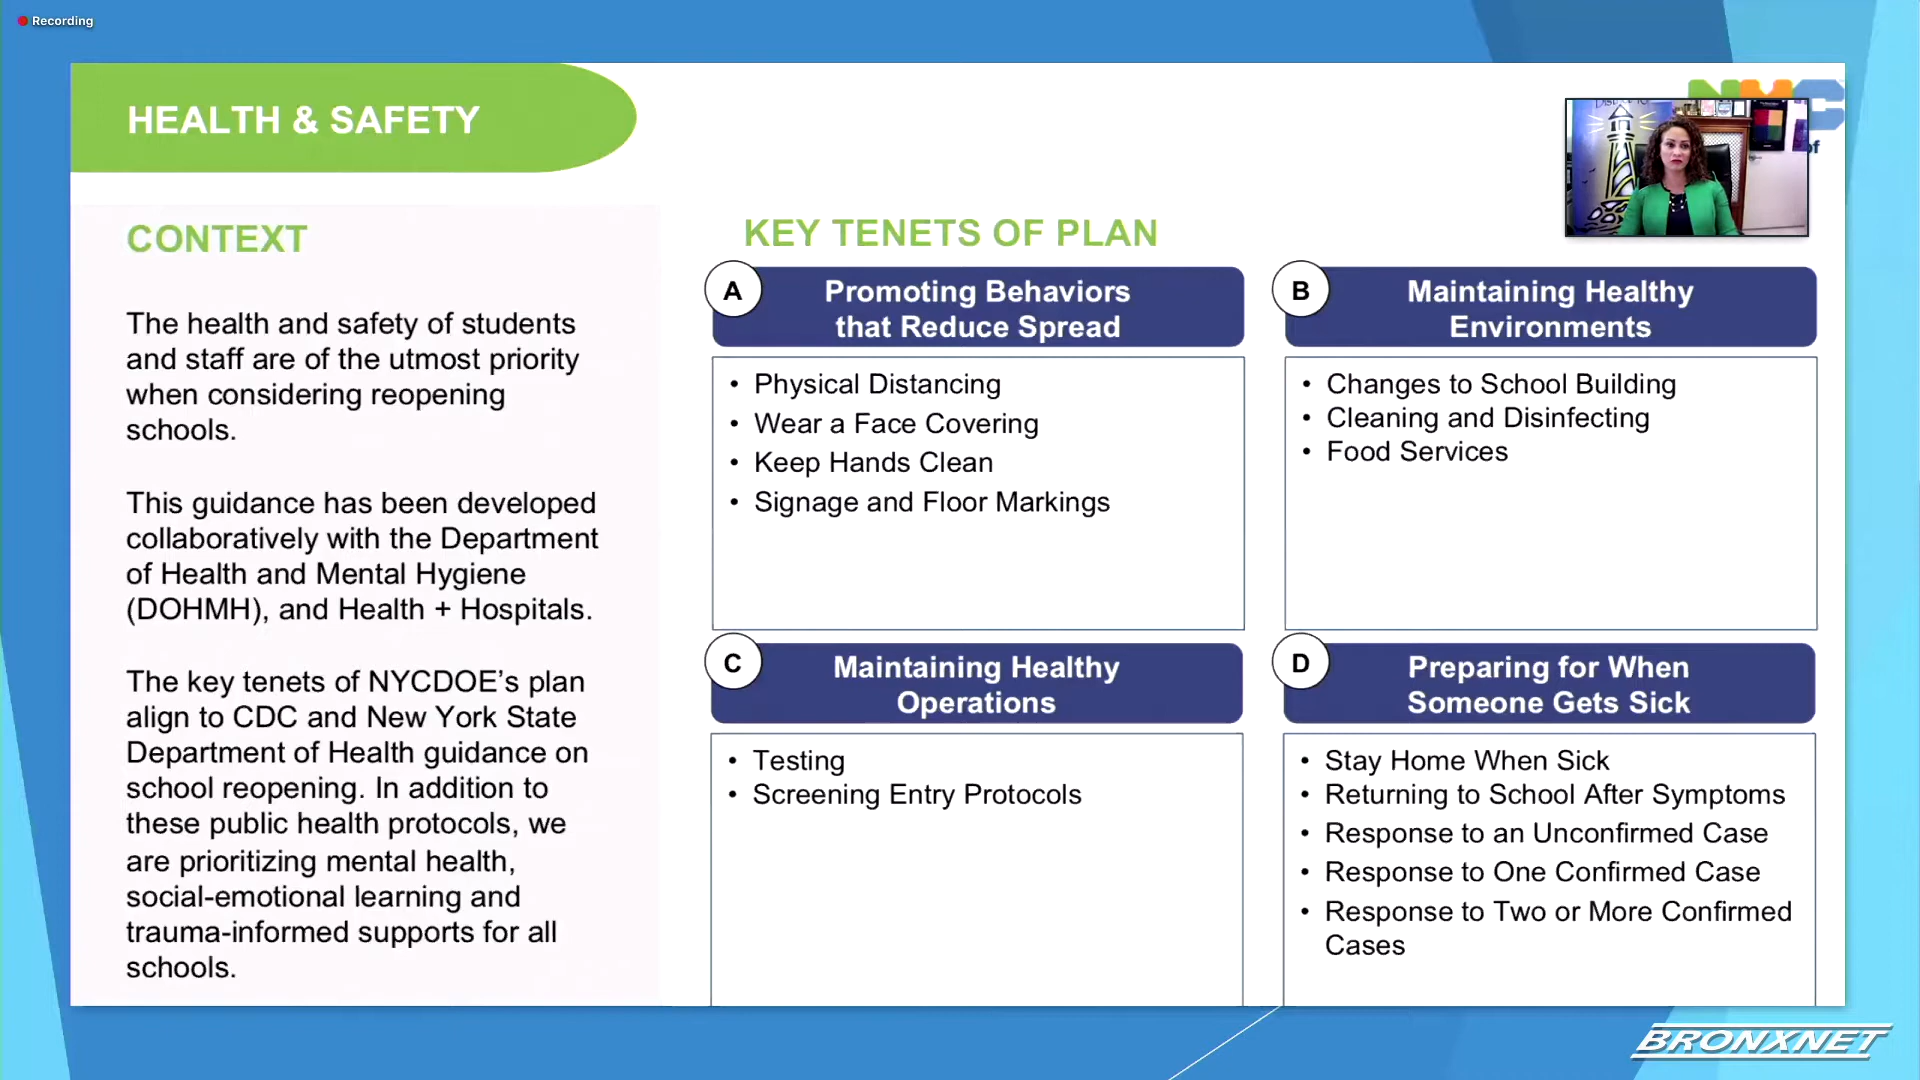 Recording
HEALTH & SAFETY
NYC
of
CONTEXT
The health and safety of students
and staff are of the utmost priority
when considering reopening
schools.
This guidance has been developed
collaboratively with the Department
of Health and Mental Hygiene
(DOHMH), and Health + Hospitals.
The key tenets of NYCDOE’s plan
align to CDC and New York State
Department of Health guidance on
school reopening. In addition to
these public health protocols, we
are prioritizing mental health,
social-emotional learning and
trauma-informed supports for all
schools.
KEY TENETS OF PLAN
A
Promoting Behaviors
that Reduce Spread
• Physical Distancing
• Wear a Face Covering
• Keep Hands Clean
• Signage and Floor Markings
B
Maintaining Healthy
Environments
• Changes to School Building
• Cleaning and Disinfecting
• Food Services
C
Maintaining Healthy
Operations
• Testing
• Screening Entry Protocols
D
Preparing for When
Someone Gets Sick
• Stay Home When Sick
• Returning to School After Symptoms
• Response to an Unconfirmed Case
• Response to One Confirmed Case
• Response to Two or More Confirmed
Cases
BRONXNET